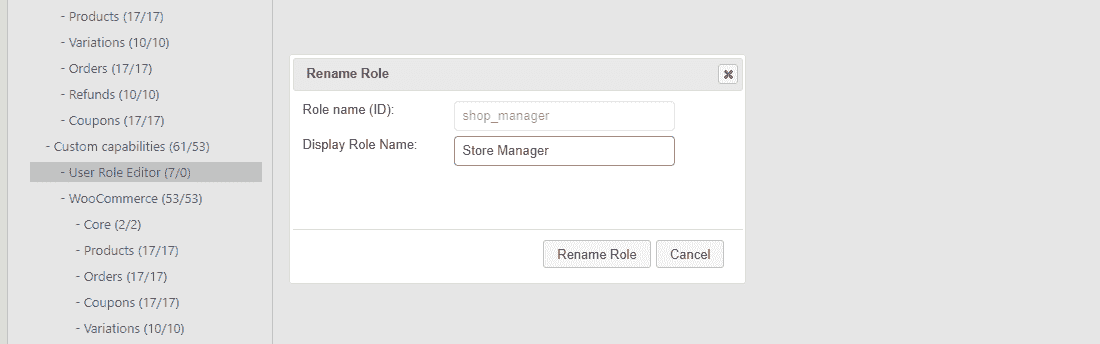 - Products (17/17)
- Variations (10/10)
- Orders (17/17)
- Refunds (10/10)
- Coupons (17/17)
- Custom capabilities (61/53)
- User Role Editor (7/0)
- WooCommerce (53/53)
- Core (2/2)
- Products (17/17)
- Orders (17/17)
- Coupons (17/17)
- Variations (10/10)
Rename Role
Role name (ID): shop_manager
Display Role Name: Store Manager
Rename Role Cancel